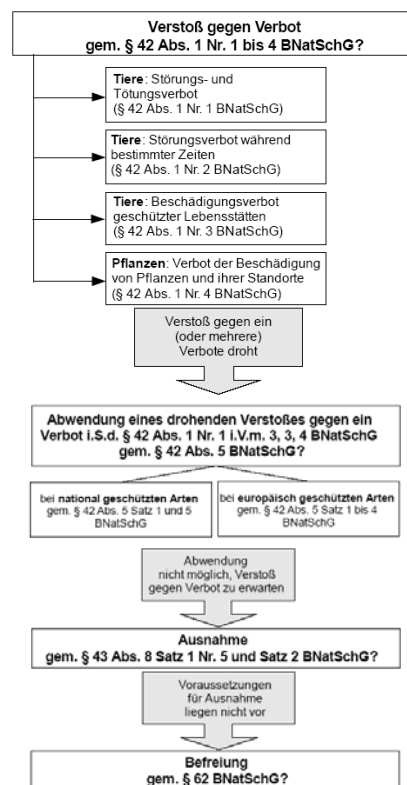 Verstoß gegen Verbot
gem. § 42 Abs. 1 Nr. 1 bis 4 BNatSchG?
Tiere: Störungs- und
Tötungsverbot
(§ 42 Abs. 1 Nr. 1 BNatSchG)
Tiere: Störungsverbot während
bestimmter Zeiten
(§ 42 Abs. 1 Nr. 2 BNatSchG)
Tiere: Beschädigungsverbot
geschützter Lebensstätten
(§ 42 Abs. 1 Nr. 3 BNatSchG)
Pflanzen: Verbot der Beschädigung
von Pflanzen und ihrer Standorte
(§ 42 Abs. 1 Nr. 4 BNatSchG)
Verstoß gegen ein
(oder mehrere)
Verbote droht
Abwendung eines drohenden Verstoßes gegen ein
Verbot i.S.d. § 42 Abs. 1 Nr. 1 i.V.m. 3, 3, 4 BNatSchG
gem. § 42 Abs. 5 BNatSchG?
bei national geschützten Arten
gem. § 42 Abs. 5 Satz 1 und 5
BNatSchG
bei europäisch geschützten Arten
gem. § 42 Abs. 5 Satz 1 bis 4
BNatSchG
Abwendung
nicht möglich, Verstoß
gegen Verbot zu erwarten
Ausnahme
gem. § 43 Abs. 8 Satz 1 Nr. 5 und Satz 2 BNatSchG?
Voraussetzungen
für Ausnahme
liegen nicht vor
Befreiung
gem. § 62 BNatSchG?